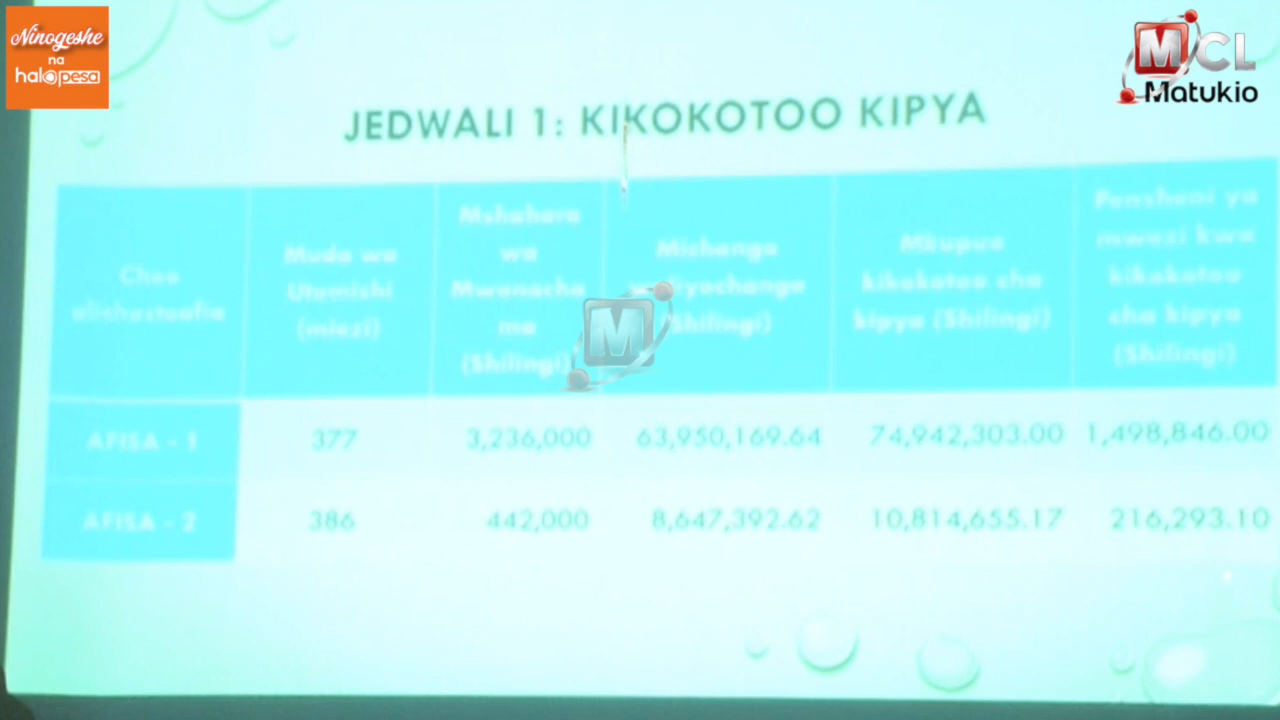 Ninogeshe
na
halopesa
MCL
Matukio
JEDWALI 1: KIKOKOTOO KIPYA
Cheo
alichostaafia
Muda wa
Utumishi
(miezi)
Mshahara
wa
Mwanacha
ma
(Shilingi)
Michango
(Shilingi)
Mkupuo
kikokotoo cha
kipya (Shilingi)
Pensheni ya
mwezi kwa
kikokotoo
cha kipya
(Shilingi)
M
AFISA - 1 377 3,236,000 63,950,169.64 74,942,303.00 1,498,846.00
AFISA - 2 386 442,000 8,647,392.62 10,814,655.17 216,293.10